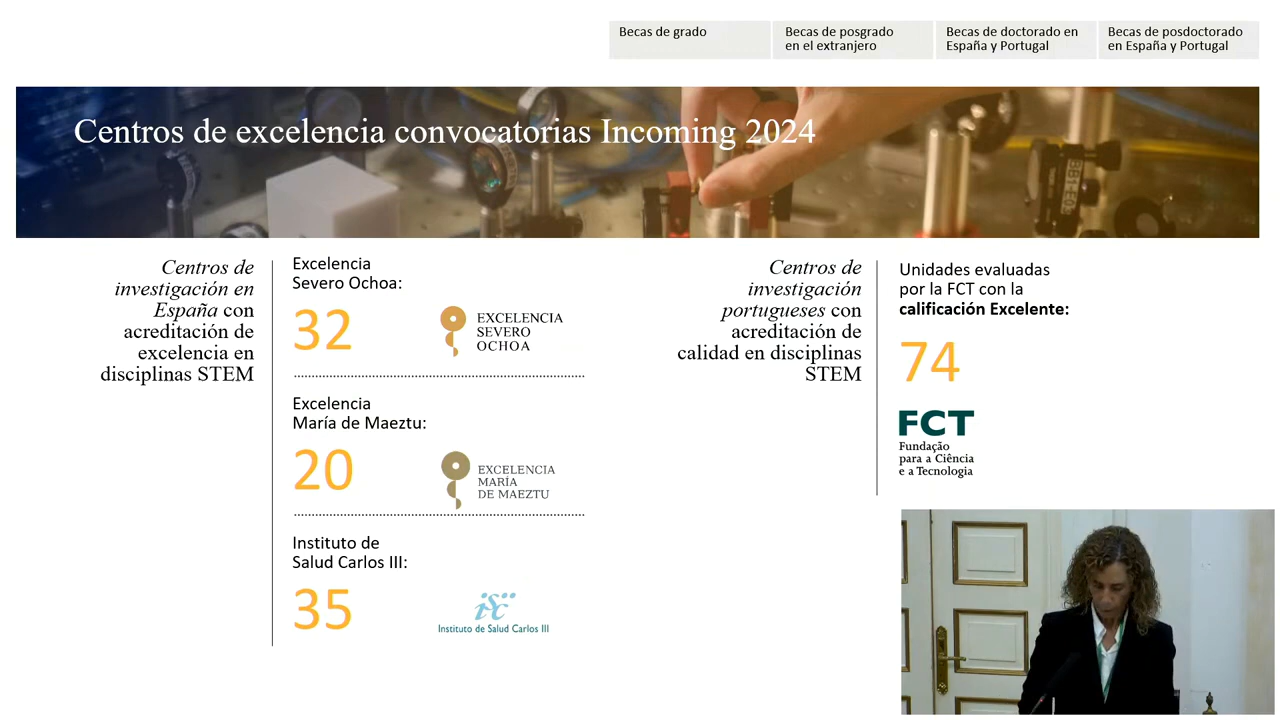 Becas de grado
Becas de posgrado
en el extranjero
Becas de doctorado en
España y Portugal
Becas de posdoctorado
en España y Portugal
Centros de excelencia convocatorias Incoming 2024
Centros de
investigación en
España con
acreditación de
excelencia en
disciplinas STEM
Excelencia
Severo Ochoa:
32
EXCELENCIA
SEVERO
OCHOA
Excelencia
María de Maeztu:
20
EXCELENCIA
MARÍA
DE MAEZTU
Instituto de
Salud Carlos III:
35
isc
Instituto de Salud Carlos III
Centros de
investigación
portugueses con
acreditación de
calidad en disciplinas
STEM
Unidades evaluadas
por la FCT con la
calificación Excelente:
74
FCT
Fundação
para a Ciência
e a Tecnologia